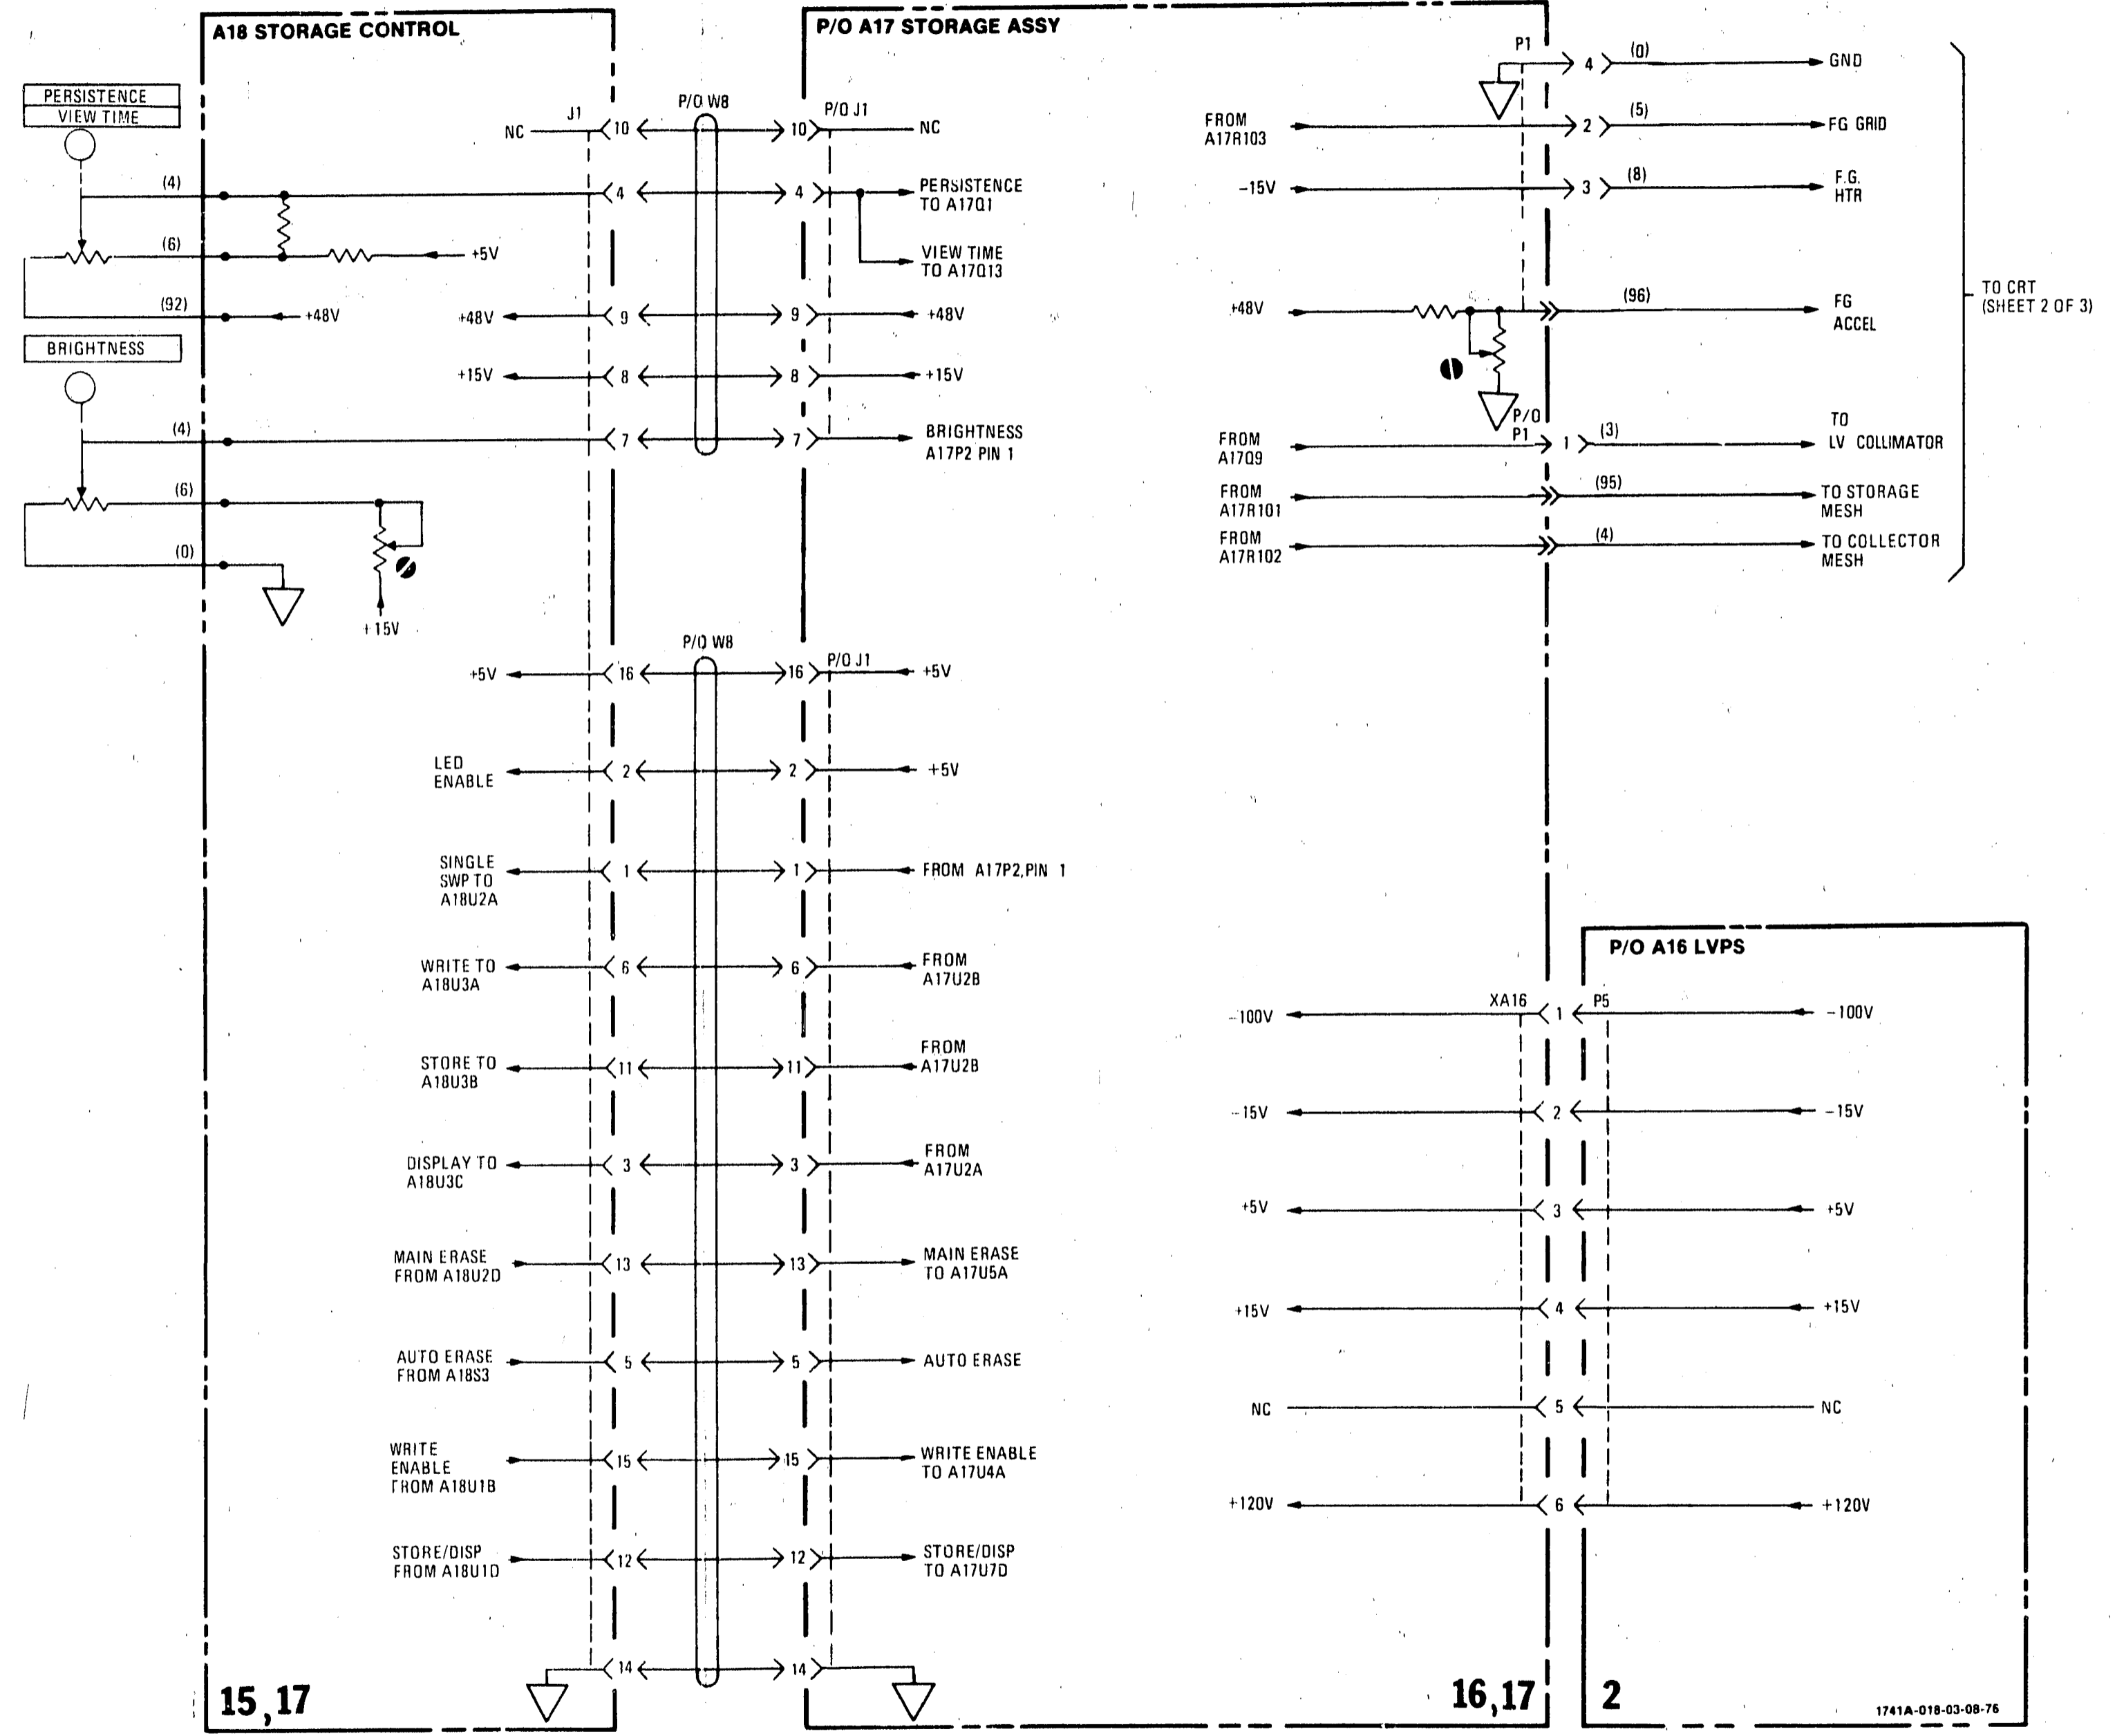 A18 STORAGE CONTROL
PERSISTENCE
VIEW TIME
(4)
(6)
+5V
(92)
+48V
BRIGHTNESS
(4)
(6)
(0)
+15V
J1
P/O W8
P/O J1
NC
10
10
NC
4
4
PERSISTENCE
TO A17Q1
VIEW TIME
TO A17Q13
+48V
9
9
+48V
+15V
8
8
+15V
7
7
BRIGHTNESS
A17P2 PIN 1
P/O W8
P/O J1
+5V
16
16
+5V
LED
ENABLE
2
2
+5V
SINGLE
SWP TO
A18U2A
1
1
FROM A17P2,PIN 1
WRITE TO
A18U3A
6
6
FROM
A17U2B
STORE TO
A18U3B
11
11
FROM
A17U2B
DISPLAY TO
A18U3C
3
3
FROM
A17U2A
MAIN ERASE
FROM A18U2D
13
13
MAIN ERASE
TO A17U5A
AUTO ERASE
FROM A18S3
5
5
AUTO ERASE
WRITE
ENABLE
FROM A18U1B
15
15
WRITE ENABLE
TO A17U4A
STORE/DISP
FROM A18U1D
12
12
STORE/DISP
TO A17U7D
14
14
15,17
P/O A17 STORAGE ASSY
P1
4
(0)
GND
FROM
A17R103
2
(5)
FG GRID
-15V
3
(8)
F.G.
HTR
+48V
(96)
FG
ACCEL
TO CRT
(SHEET 2 OF 3)
P/O
P1
FROM
A17Q9
1
(3)
TO
LV COLLIMATOR
FROM
A17R101
(95)
TO STORAGE
MESH
FROM
A17R102
(4)
TO COLLECTOR
MESH
P/O A16 LVPS
XA16
P5
-100V
1
-100V
-15V
2
-15V
+5V
3
+5V
+15V
4
+15V
NC
5
NC
+120V
6
+120V
16,17
2
1741A-018-03-08-76